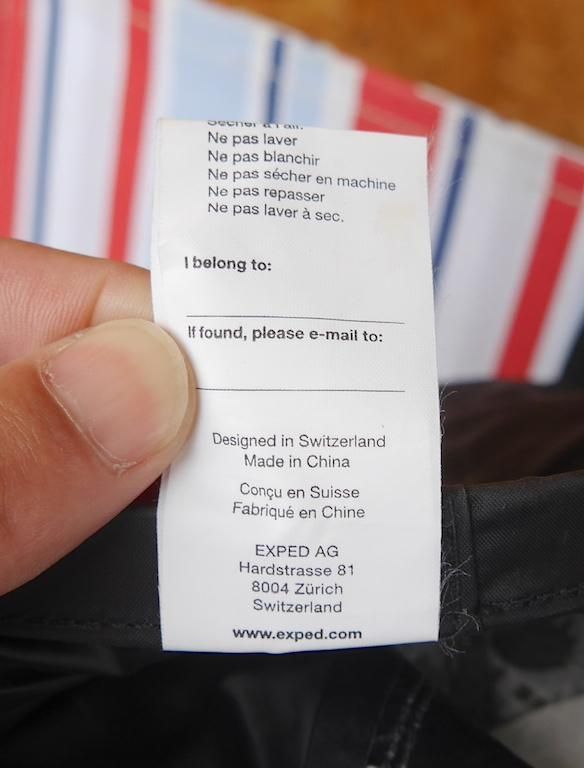 Sécher à l'air.
Ne pas laver
Ne pas blanchir
Ne pas sécher en machine
Ne pas repasser
Ne pas laver à sec.
I belong to:
If found, please e-mail to:
Designed in Switzerland
Made in China
Conçu en Suisse
Fabriqué en Chine
EXPED AG
Hardstrasse 81
8004 Zürich
Switzerland
www.exped.com